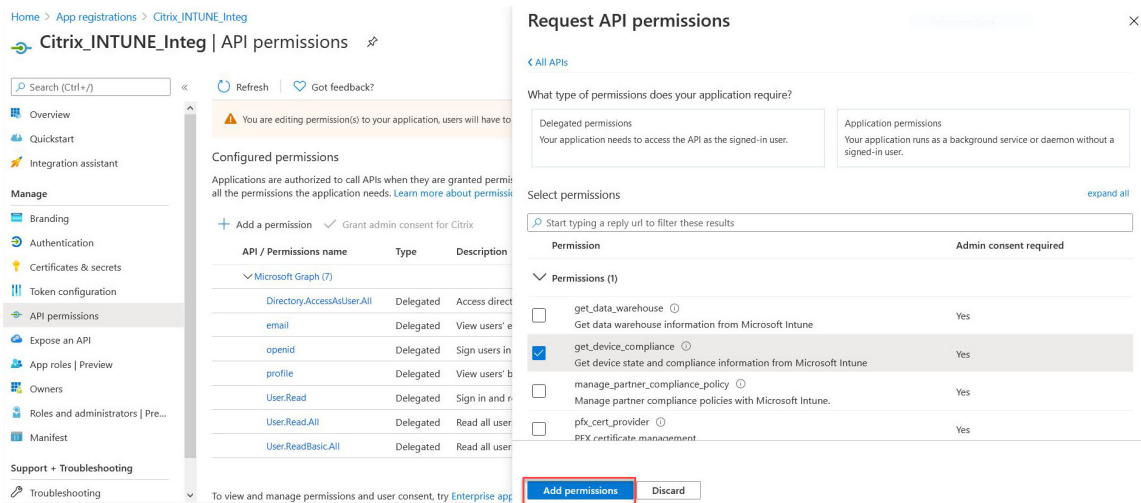 Home > App registrations > Citrix_INTUNE_Integ
Citrix_INTUNE_Integ | API permissions
Search (Ctrl+/)
Overview
Quickstart
Integration assistant
Manage
Branding
Authentication
Certificates & secrets
Token configuration
API permissions
Expose an API
App roles | Preview
Owners
Roles and administrators | Pre...
Manifest
Support + Troubleshooting
Troubleshooting
Refresh
Got feedback?
You are editing permission(s) to your application, users will have to
Configured permissions
Applications are authorized to call APIs when they are granted permis
all the permissions the application needs. Learn more about permissio
Add a permission
Grant admin consent for Citrix
API / Permissions name Type Description
Microsoft Graph (7)
Directory.AccessAsUser.All Delegated Access direct
email Delegated View users' e
openid Delegated Sign users in
profile Delegated View users' b
User.Read Delegated Sign in and r
User.Read.All Delegated Read all user
User.ReadBasic.All Delegated Read all user
To view and manage permissions and user consent, try Enterprise app
Request API permissions
All APIs
What type of permissions does your application require?
Delegated permissions
Your application needs to access the API as the signed-in user.
Application permissions
Your application runs as a background service or daemon without a
signed-in user.
Select permissions
expand all
Start typing a reply url to filter these results
Permission Admin consent required
Permissions (1)
get_data_warehouse
Get data warehouse information from Microsoft Intune
Yes
get_device_compliance
Get device state and compliance information from Microsoft Intune
Yes
manage_partner_compliance_policy
Manage partner compliance policies with Microsoft Intune.
Yes
pfx_cert_provider
PFX certificate management
Yes
Add permissions
Discard